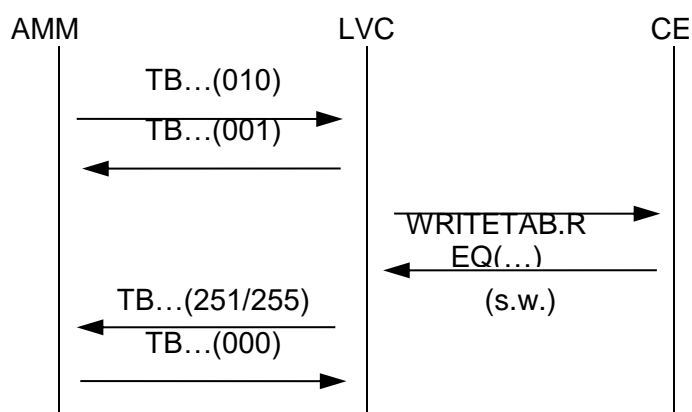 AMM LVC CE
TB…(010)
TB…(001)
WRITETAB.R
EQ(…)
TB…(251/255) (s.w.)
TB…(000)